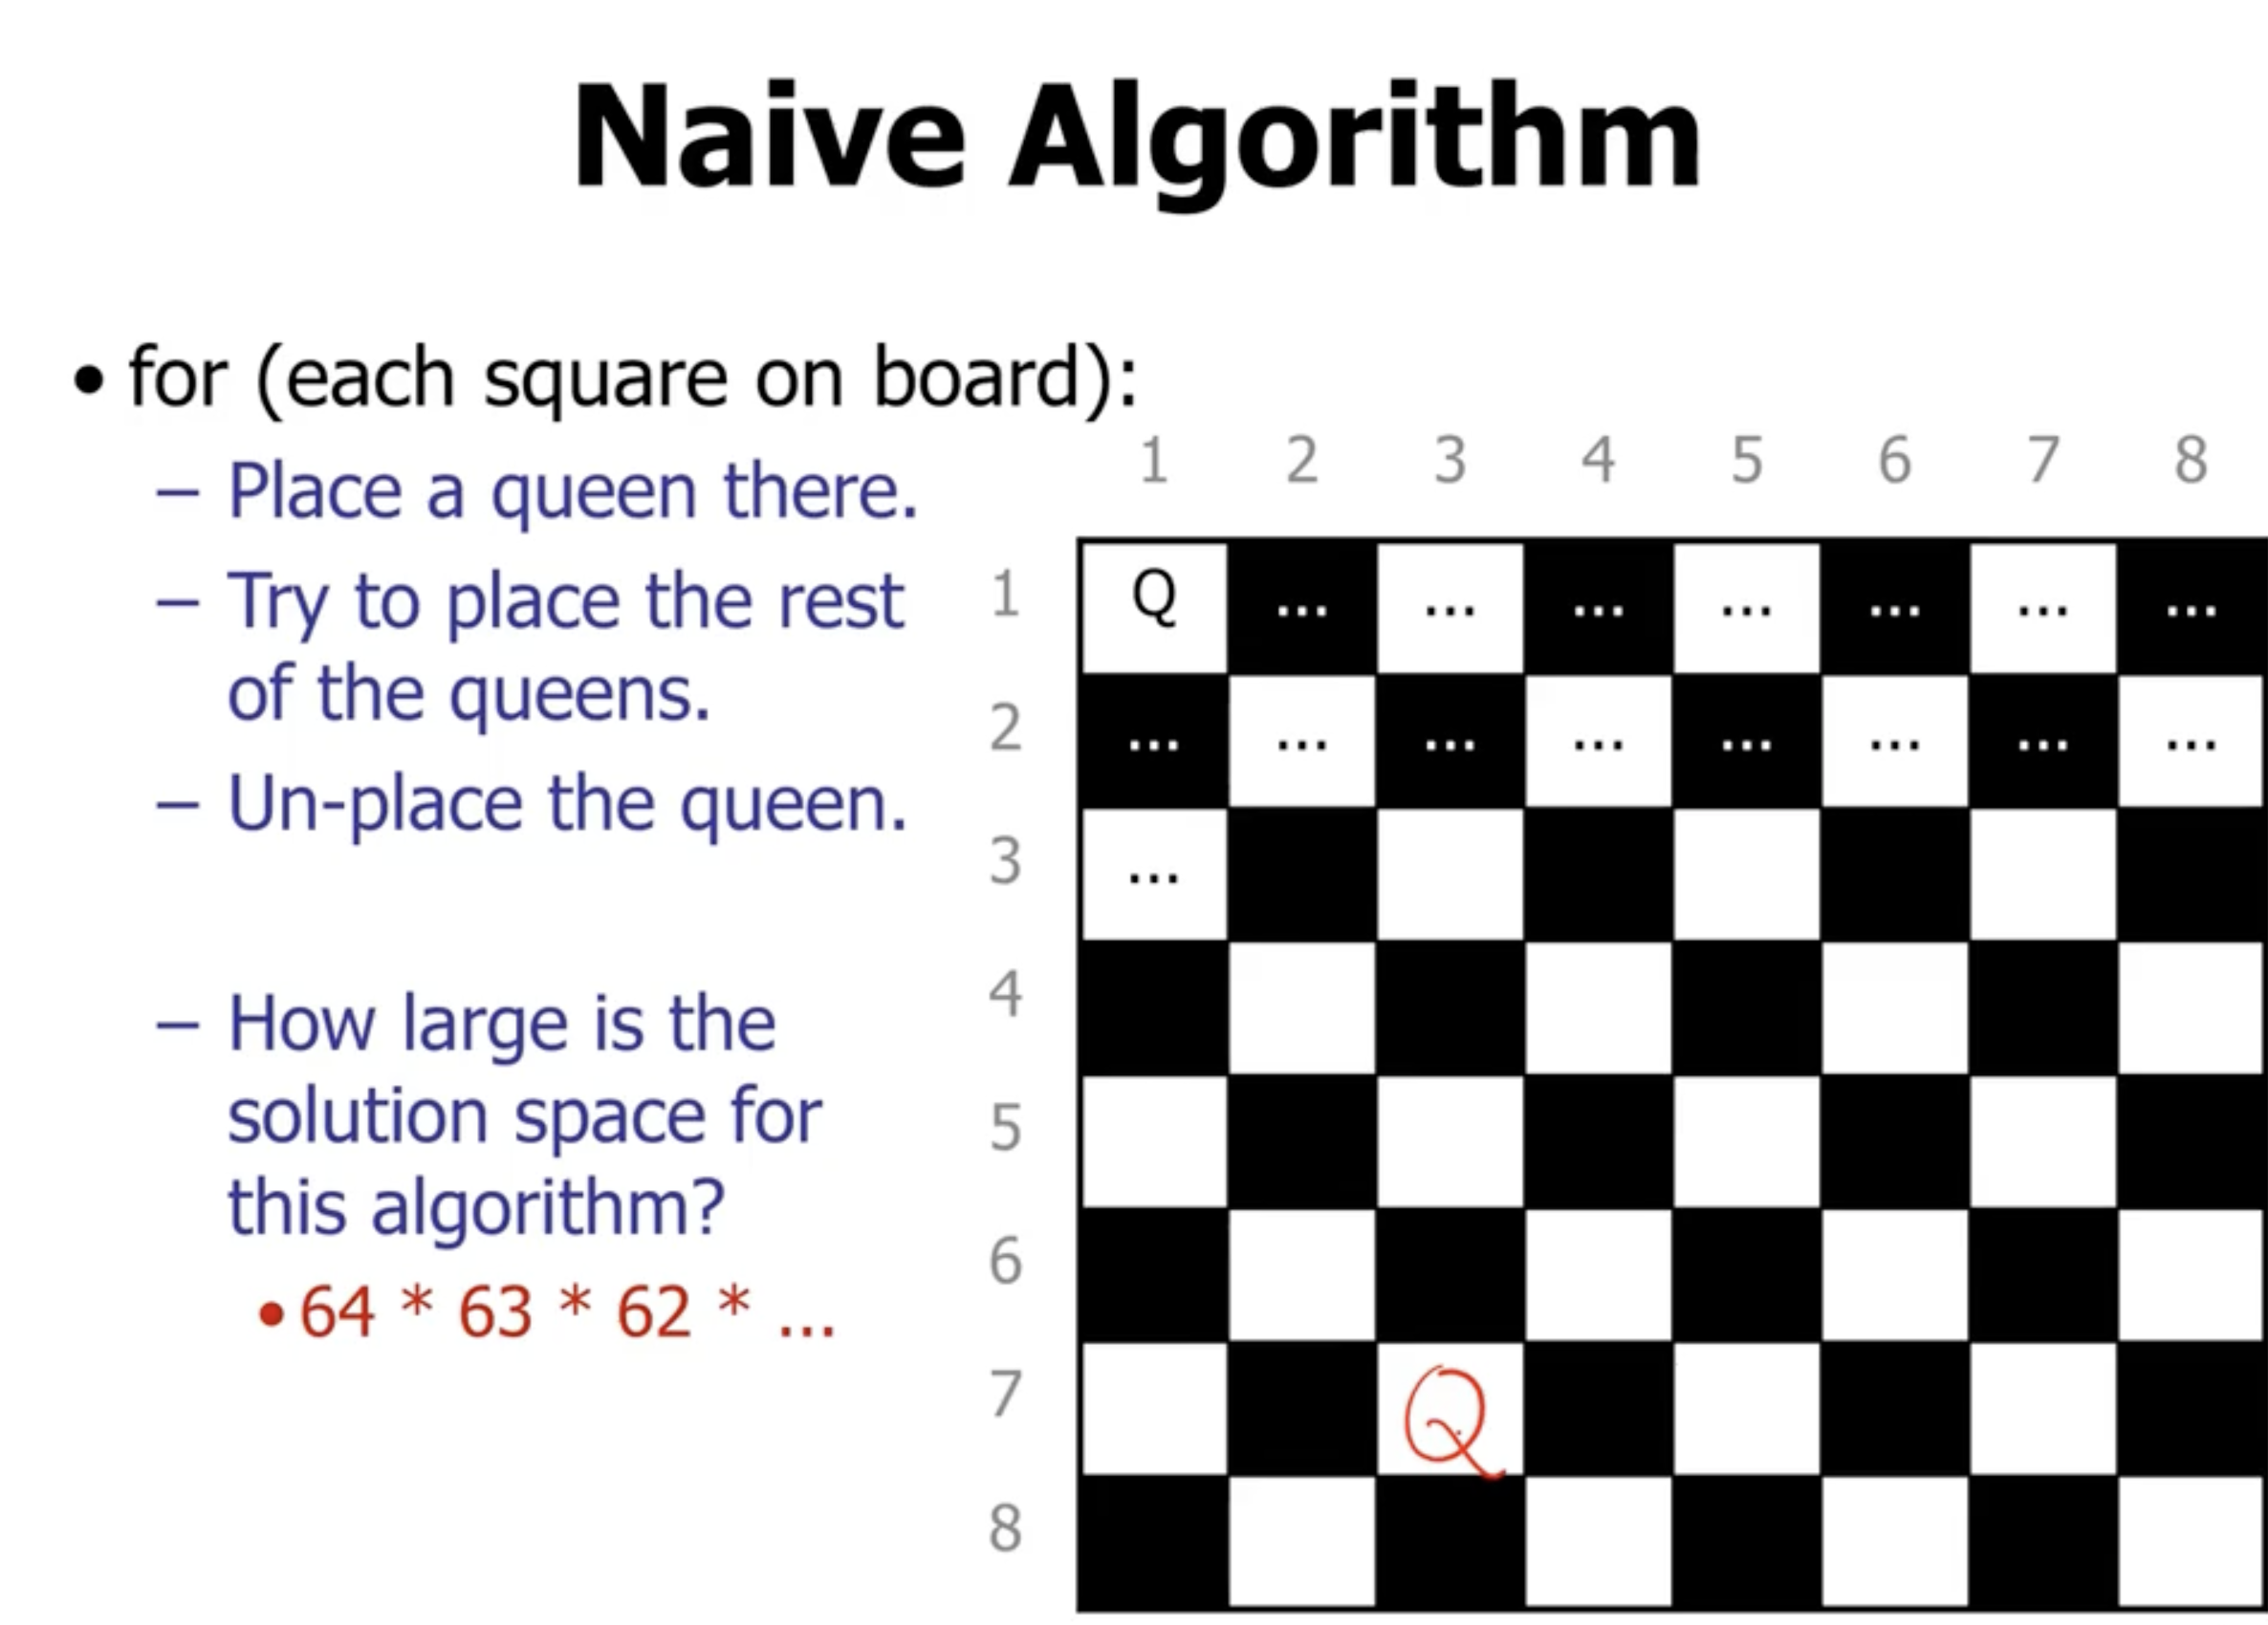 Naive Algorithm
• for (each square on board):
– Place a queen there.
– Try to place the rest
of the queens.
– Un-place the queen.
– How large is the
solution space for
this algorithm?
• 64 * 63 * 62 * ...
1 2 3 4 5 6 7 8
1 Q ... ... ... ... ... ... ...
2 ... ... ... ... ... ... ... ...
3 ...
4
5
6
7 Q
8